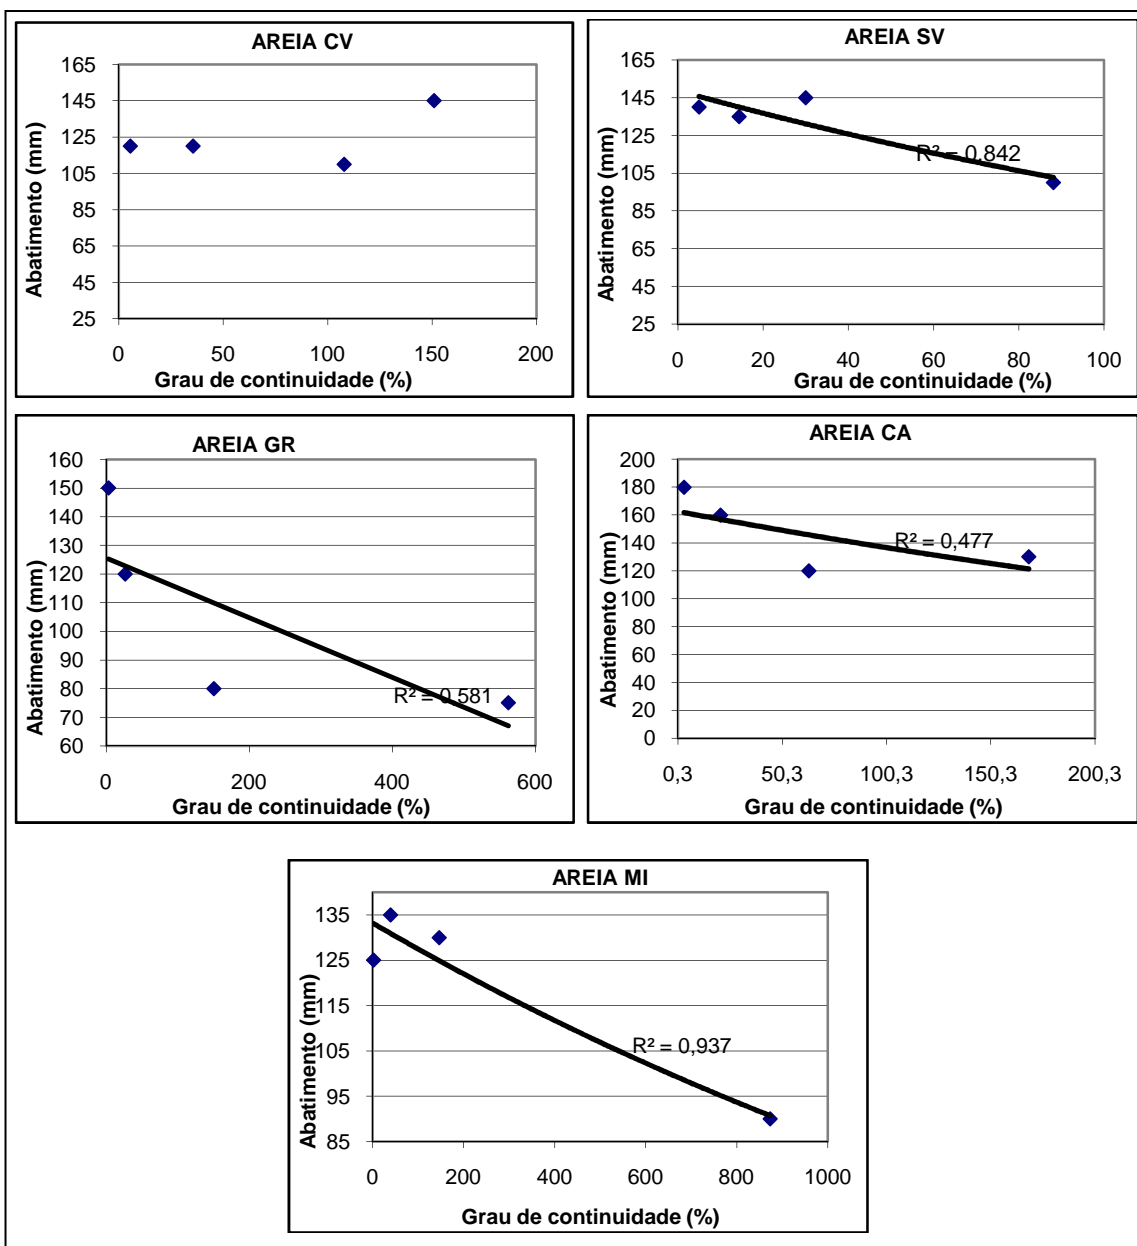 AREIA CV
165
145
125
105
85
65
45
25
0 50 100 150 200
Abatimento (mm)
Grau de continuidade (%)
AREIA SV
165
145
125
105
85
65
45
25
0 20 40 60 80 100
Abatimento (mm)
Grau de continuidade (%)
R² = 0,842
AREIA GR
160
150
140
130
120
110
100
90
80
70
60
0 200 400 600
Abatimento (mm)
Grau de continuidade (%)
R² = 0,581
AREIA CA
200
180
160
140
120
100
80
60
40
20
0
0,3 50,3 100,3 150,3 200,3
Abatimento (mm)
Grau de continuidade (%)
R² = 0,477
AREIA MI
135
125
115
105
95
85
0 200 400 600 800 1000
Abatimento (mm)
Grau de continuidade (%)
R² = 0,937